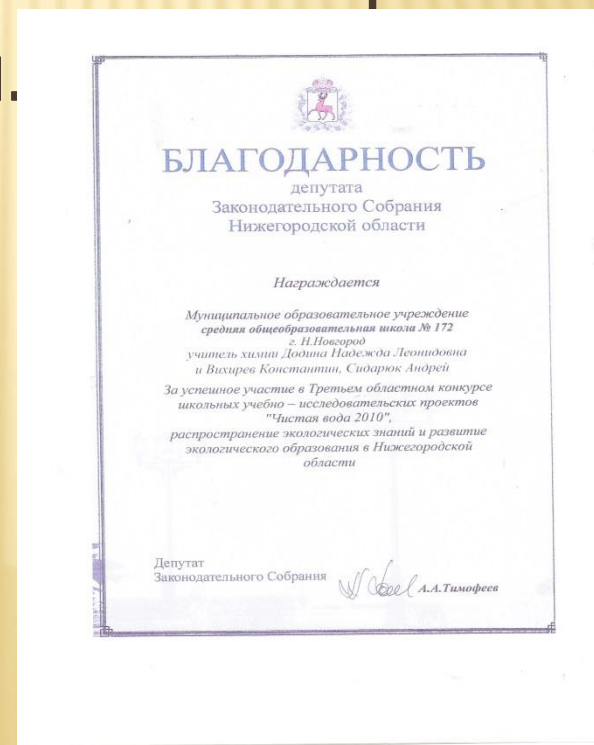 БЛАГОДАРНОСТЬ
депутата
Законодательного Собрания
Нижегородской области
Награждается
Муниципальное образовательное учреждение
средняя общеобразовательная школа № 172
г. Н.Новгород
учитель химии Додина Надежда Леонидовна
и Вихирев Константин, Сидарюк Андрей
За успешное участие в Третьем областном конкурсе
школьных учебно – исследовательских проектов
"Чистая вода 2010",
распространение экологических знаний и развитие
экологического образования в Нижегородской
области
Депутат
Законодательного Собрания
А.А.Тимофеев